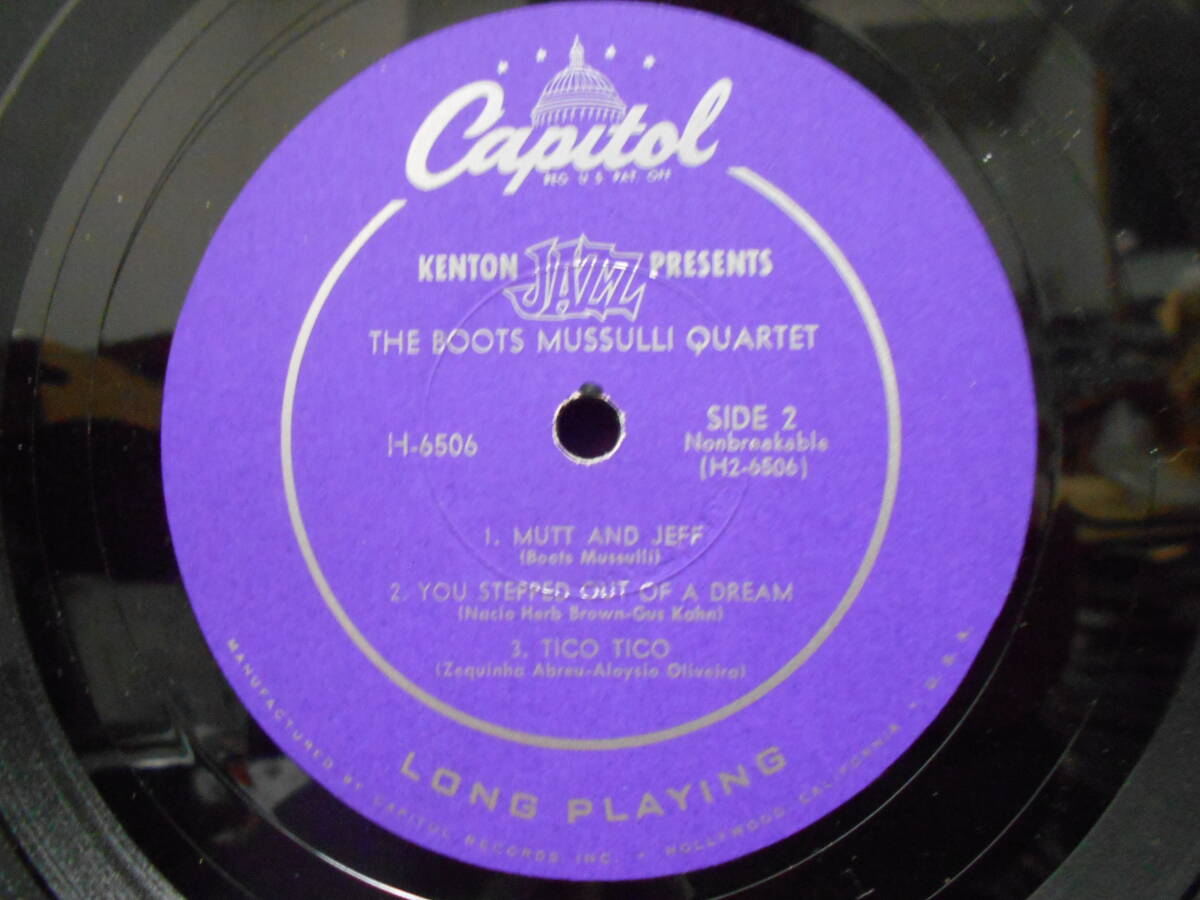 Capitol
REG U S PAT. OFF
KENTON JAZZ PRESENTS
THE BOOTS MUSSULLI QUARTET
SIDE 2
H-6506 Nonbreakable
(H2-6506)
1. MUTT AND JEFF
(Boots Mussulli)
2. YOU STEPPED OUT OF A DREAM
(Nacio Herb Brown-Gus Kahn)
3. TICO TICO
(Zequinha Abreu-Aloysio Oliveira)
LONG PLAYING
MANUFACTURED BY CAPITOL RECORDS INC. • HOLLYWOOD, CALIFORNIA • U.S.A.